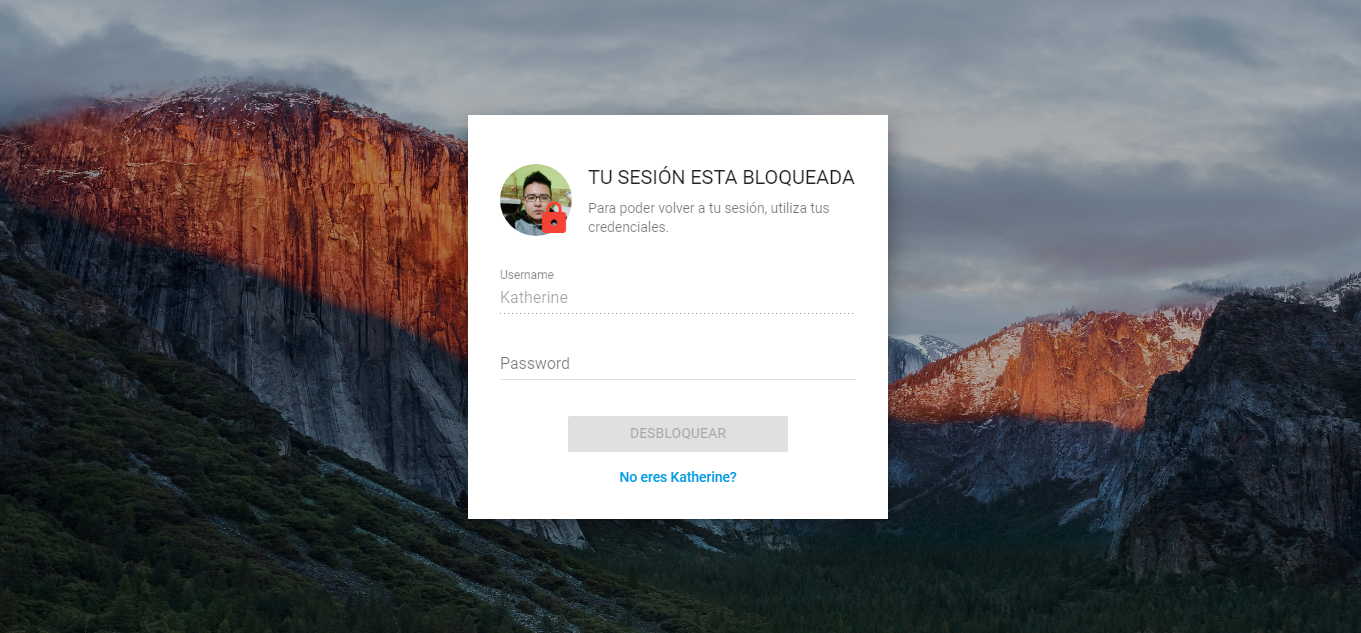 TU SESIÓN ESTA BLOQUEADA
Para poder volver a tu sesión, utiliza tus
credenciales.
Username
Katherine
Password
DESBLOQUEAR
No eres Katherine?